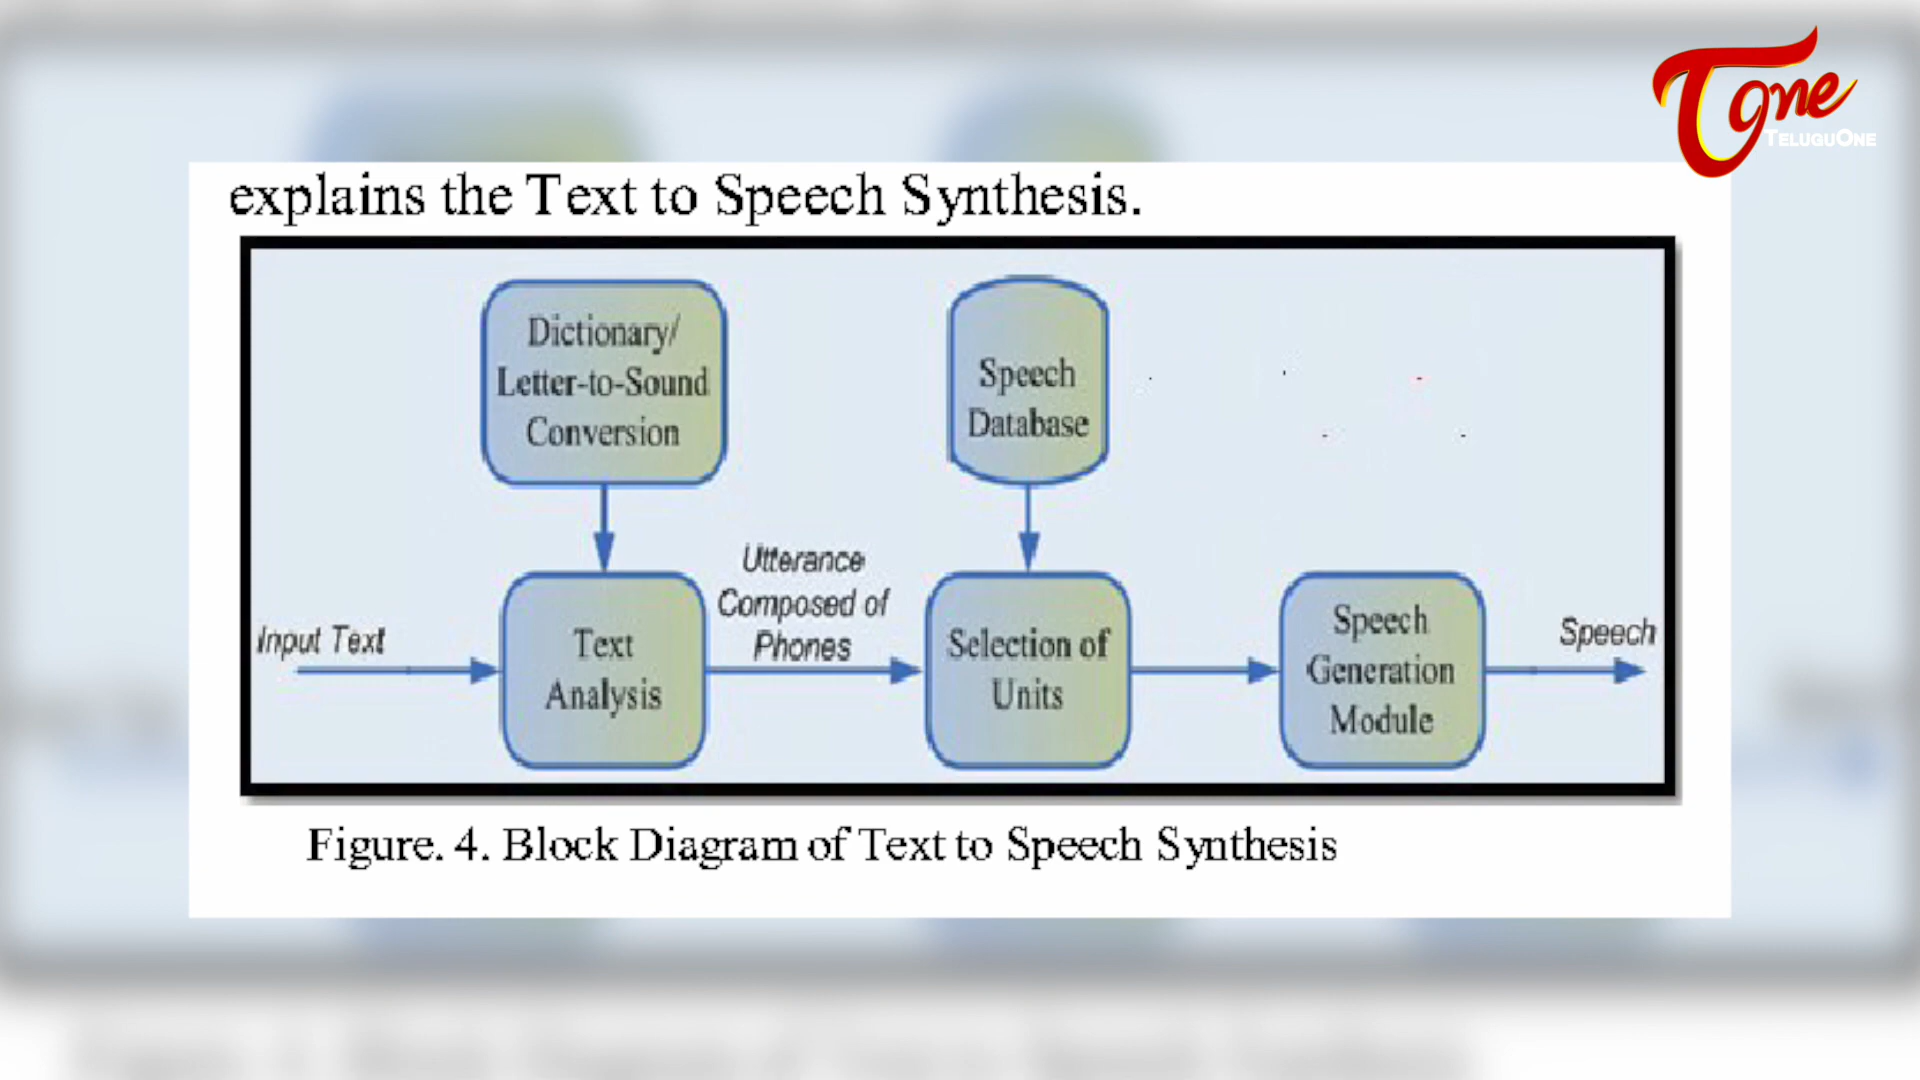 Tone
TELUGUONE
explains the Text to Speech Synthesis.
Dictionary/
Letter-to-Sound
Conversion
Speech
Database
Utterance
Composed of
Phones
Input Text
Text
Analysis
Selection of
Units
Speech
Generation
Module
Speech
Figure. 4. Block Diagram of Text to Speech Synthesis